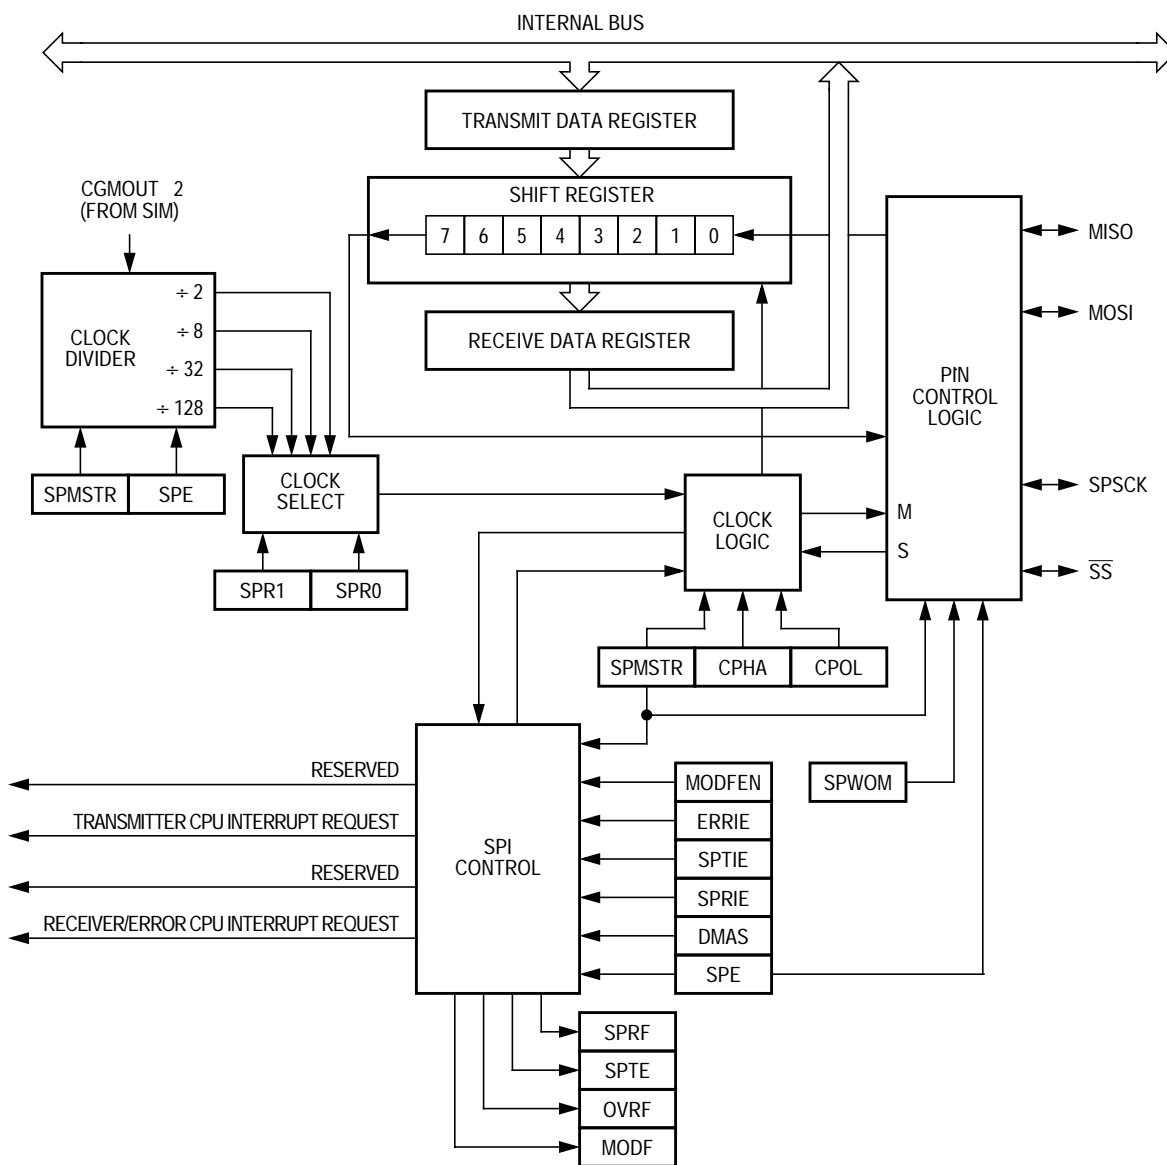 INTERNAL BUS
TRANSMIT DATA REGISTER
CGMOUT 2
(FROM SIM)
SHIFT REGISTER
7 6 5 4 3 2 1 0
MISO
MOSI
CLOCK
DIVIDER
÷ 2
÷ 8
÷ 32
÷ 128
RECEIVE DATA REGISTER
PIN
CONTROL
LOGIC
SPMSTR
SPE
CLOCK
SELECT
SPR1
SPR0
CLOCK
LOGIC
M
S
SPSCK
SS
SPMSTR
CPHA
CPOL
RESERVED
TRANSMITTER CPU INTERRUPT REQUEST
RESERVED
RECEIVER/ERROR CPU INTERRUPT REQUEST
SPI
CONTROL
MODFEN
ERRIE
SPTIE
SPRIE
DMAS
SPE
SPWOM
SPRF
SPTE
OVRF
MODF